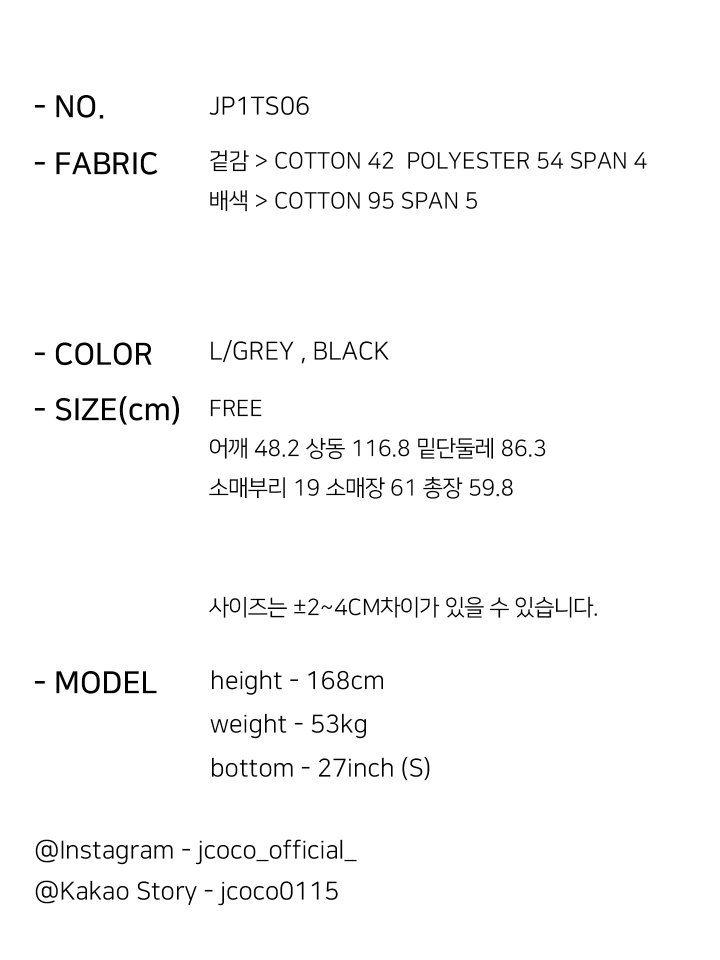 - NO. JP1TS06
- FABRIC 겉감 > COTTON 42 POLYESTER 54 SPAN 4
배색 > COTTON 95 SPAN 5
- COLOR L/GREY , BLACK
- SIZE(cm) FREE
어깨 48.2 상동 116.8 밑단둘레 86.3
소매부리 19 소매장 61 총장 59.8
사이즈는 ±2~4CM차이가 있을 수 있습니다.
- MODEL height - 168cm
weight - 53kg
bottom - 27inch (S)
@Instagram - jcoco_official_
@Kakao Story - jcoco0115